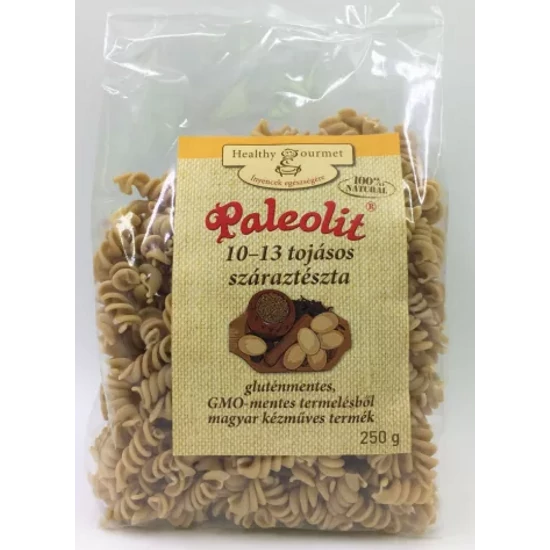 Healthy Gourmet
Ínyencek egészségére
100% NATURAL
Paleolit®
10–13 tojásos
száraztészta
gluténmentes,
GMO-mentes termelésből
magyar kézműves termék
250 g